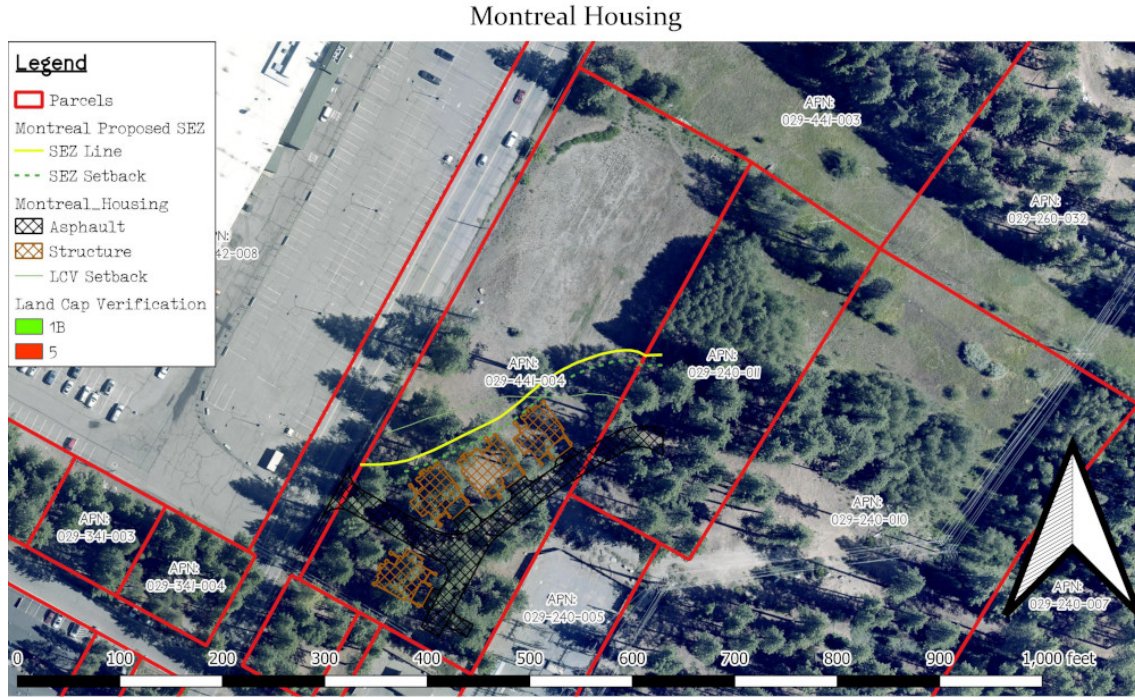 Montreal Housing
Legend
Parcels
Montreal Proposed SEZ
SEZ Line
SEZ Setback
Montreal_Housing
Asphault
Structure
LCV Setback
Land Cap Verification
1B
5
APN:
029-441-003
APN:
029-260-032
PN:
42-008
APN:
029-441-004
APN:
029-240-011
APN:
029-341-003
APN:
029-341-004
APN:
029-240-010
APN:
029-240-005
APN:
029-240-007
0 100 200 300 400 500 600 700 800 900 1,000 feet